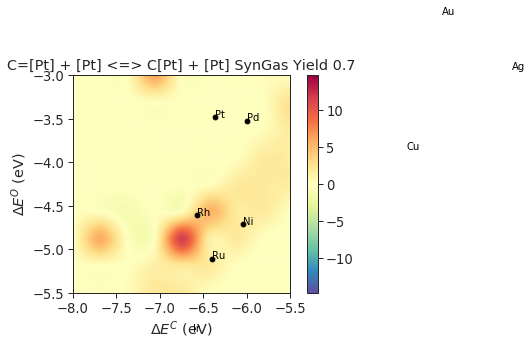 Au
Ag
C=[Pt] + [Pt] <=> C[Pt] + [Pt] SynGas Yield 0.7
Cu
−3.0
−3.5
−4.0
−4.5
−5.0
−5.5
ΔE^O (eV)
Pt
Pd
Rh
Ni
Ru
10
5
0
−5
−10
−8.0 −7.5 −7.0 −6.5 −6.0 −5.5
ΔE^C (eV)